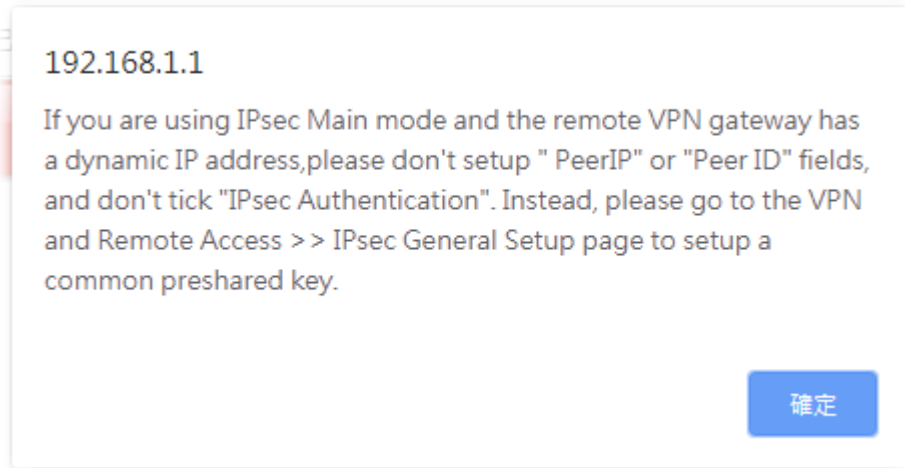 192.168.1.1
If you are using IPsec Main mode and the remote VPN gateway has
a dynamic IP address,please don't setup " PeerIP" or "Peer ID" fields,
and don't tick "IPsec Authentication". Instead, please go to the VPN
and Remote Access >> IPsec General Setup page to setup a
common preshared key.
確定